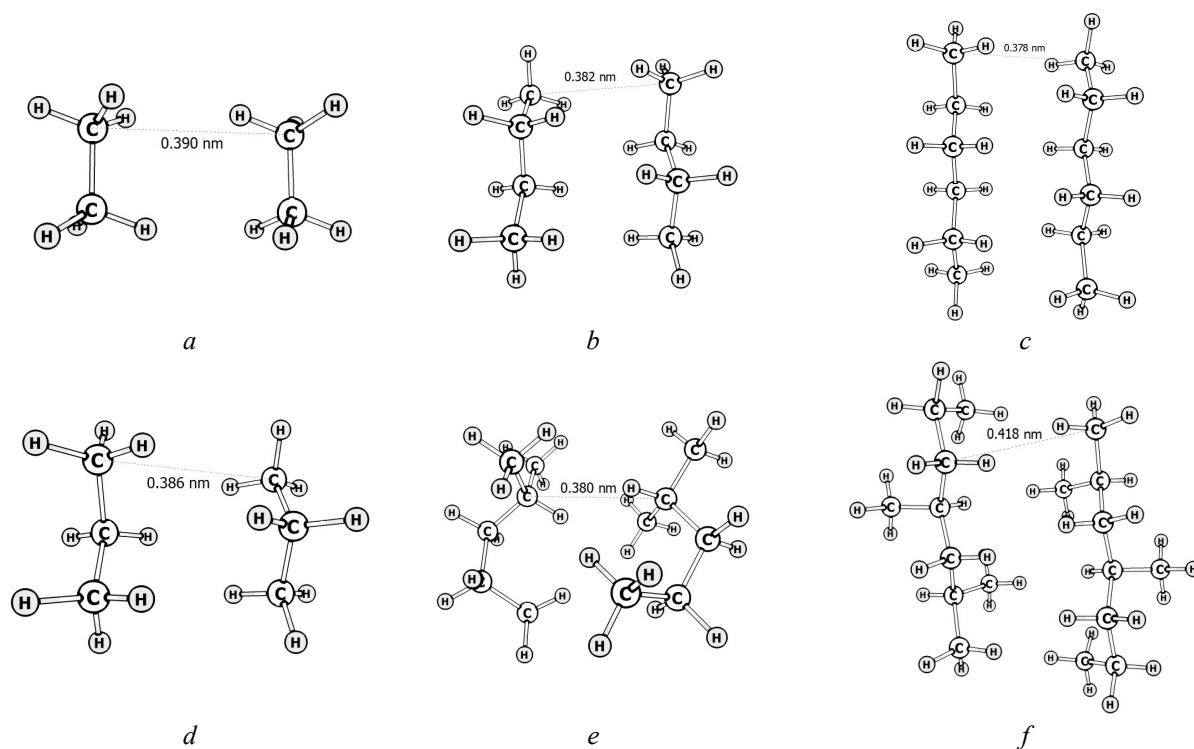 H H H H H
C C
0.390 nm
C C
H H H H H H
a
H H H H
0.382 nm
C C
H H
H C H
H C H
H C H
H C H
H C H
H C H
H H
b
H H
H C H
0.378 nm
H C H
H C H
H C H
H C H
H C H
H C H
H C H
H C H
H C H
H C H
H C H
H C H
H H
c
H H
H C H
0.386 nm
H C H
H C H
H C H
H C H
H C H
H H
d
H H H H
C C C
H H H
0.380 nm
C H C
H H C H
C H H C H
H C H
H H C C
H C H H H
H H
e
H H H
H C C H C H
H
0.418 nm
H C H
H C H
H C C H
H C H C H
H
H C H H C C H
H C C H H
H H C H
H C H H
H C C H
H H
f